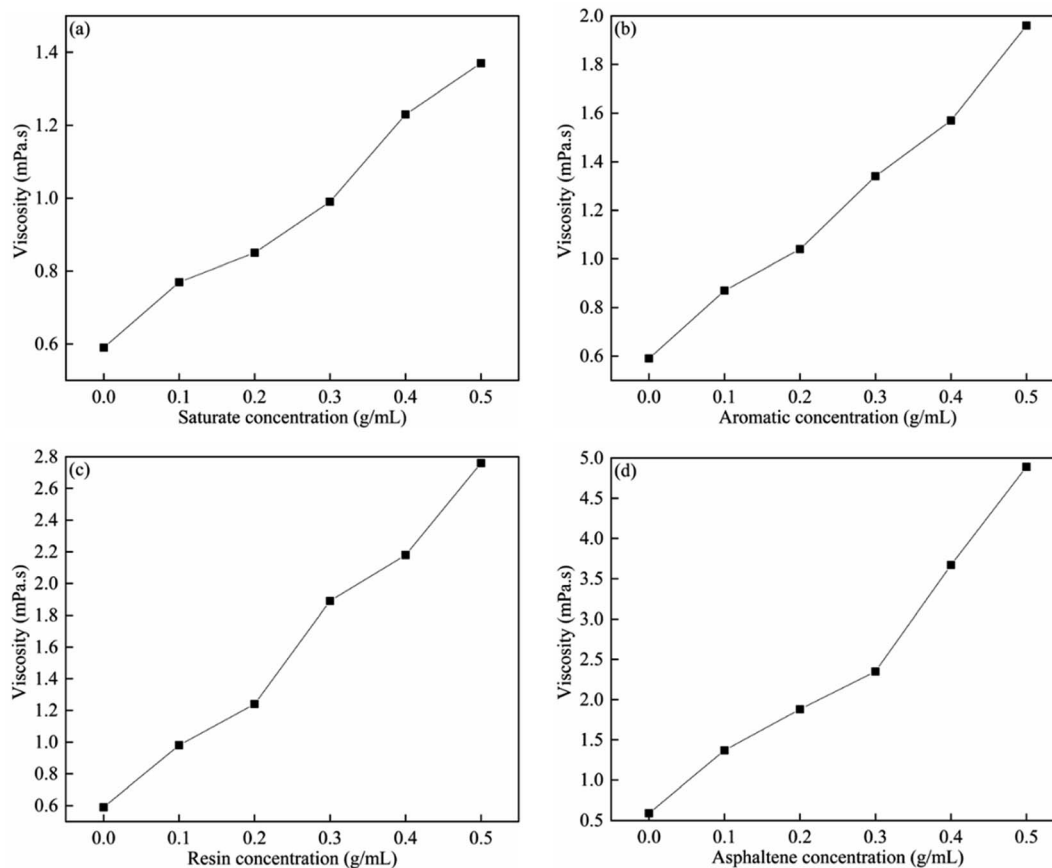 (a)
1.4
1.2
1.0
0.8
0.6
Viscosity (mPa.s)
0.0 0.1 0.2 0.3 0.4 0.5
Saturate concentration (g/mL)
(b)
2.0
1.8
1.6
1.4
1.2
1.0
0.8
0.6
Viscosity (mPa.s)
0.0 0.1 0.2 0.3 0.4 0.5
Aromatic concentration (g/mL)
(c)
2.8
2.6
2.4
2.2
2.0
1.8
1.6
1.4
1.2
1.0
0.8
0.6
Viscosity (mPa.s)
0.0 0.1 0.2 0.3 0.4 0.5
Resin concentration (g/mL)
(d)
5.0
4.5
4.0
3.5
3.0
2.5
2.0
1.5
1.0
0.5
Viscosity (mPa.s)
0.0 0.1 0.2 0.3 0.4 0.5
Asphaltene concentration (g/mL)